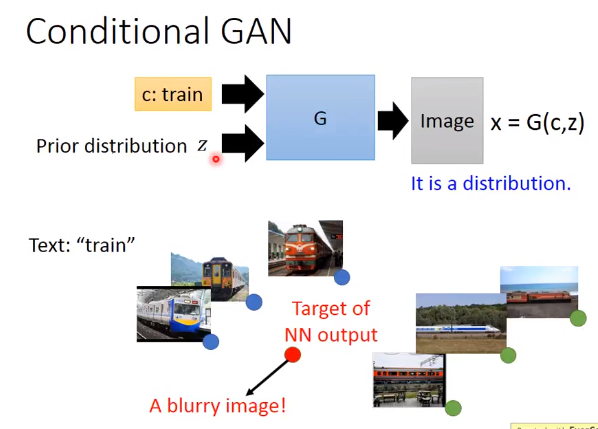 Conditional GAN
c: train
G
Image
x = G(c,z)
Prior distribution z
It is a distribution.
Text: “train”
Target of
NN output
A blurry image!